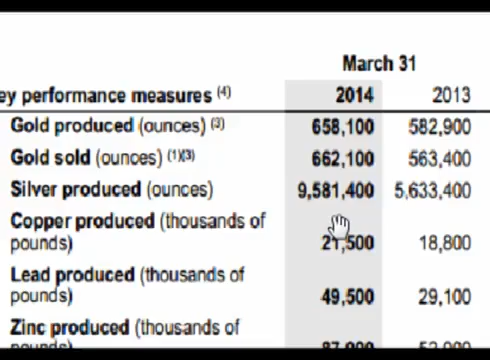 March 31
ey performance measures (4) 2014 2013
Gold produced (ounces) (3) 658,100 582,900
Gold sold (ounces) (1)(3) 662,100 563,400
Silver produced (ounces) 9,581,400 5,633,400
Copper produced (thousands of
pounds) 21,500 18,800
Lead produced (thousands of
pounds) 49,500 29,100
Zinc produced (thousands of